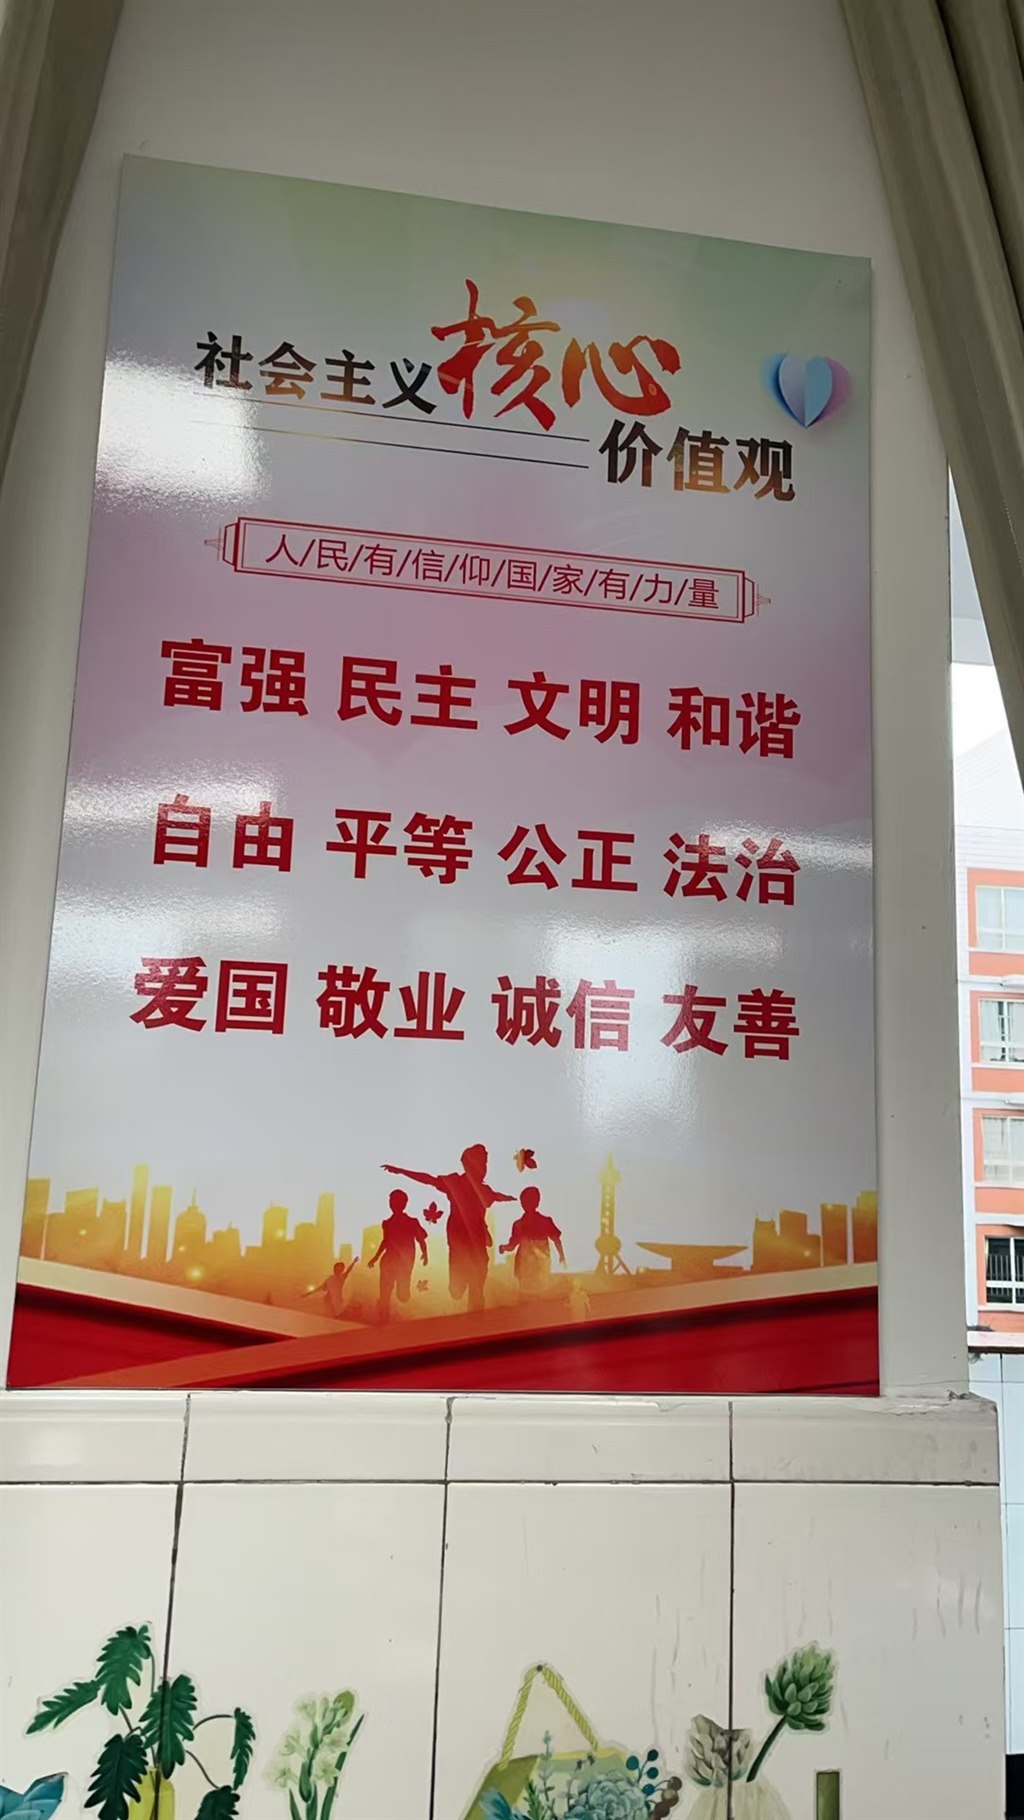 社会主义核心
价值观
人/民/有/信/仰/国/家/有/力/量
富强 民主 文明 和谐
自由 平等 公正 法治
爱国 敬业 诚信 友善